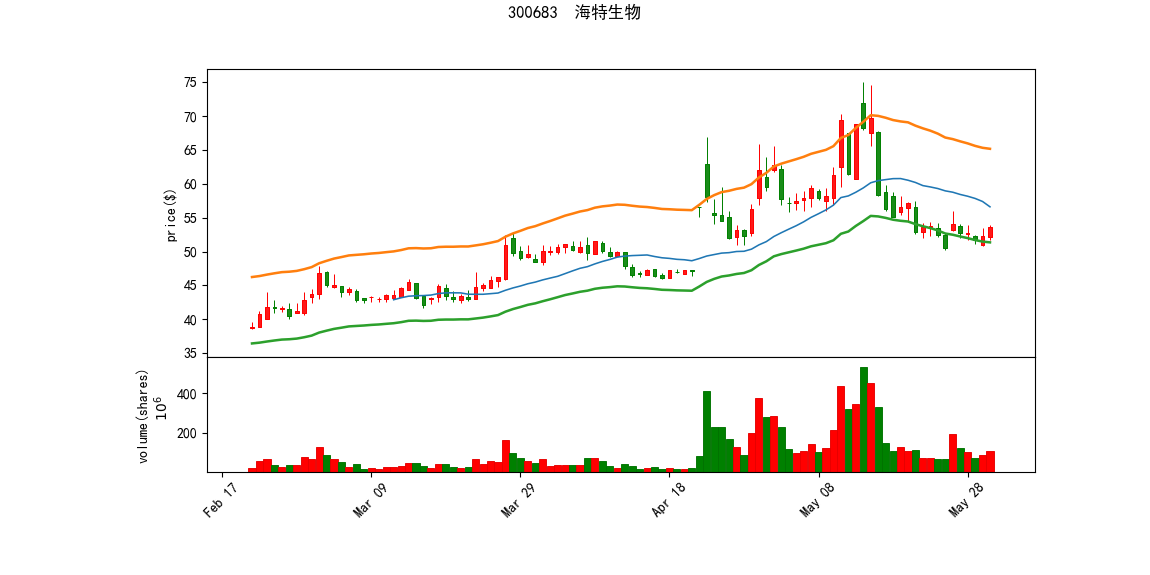 300683 海特生物
price($)
75
70
65
60
55
50
45
40
35
volume(shares)
10^6
400
200
Feb 17
Mar 09
Mar 29
Apr 18
May 08
May 28